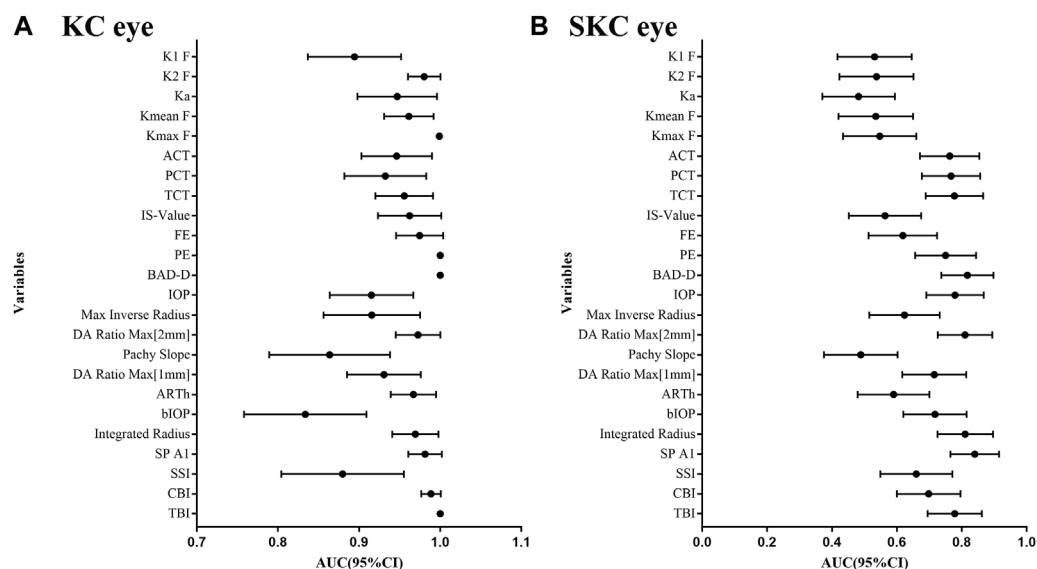 A KC eye
K1 F
K2 F
Ka
Kmean F
Kmax F
ACT
PCT
TCT
IS-Value
FE
PE
BAD-D
IOP
Max Inverse Radius
DA Ratio Max[2mm]
Pachy Slope
DA Ratio Max[1mm]
ARTh
bIOP
Integrated Radius
SP A1
SSI
CBI
TBI
Variables
0.7 0.8 0.9 1.0 1.1
AUC(95%CI)
B SKC eye
K1 F
K2 F
Ka
Kmean F
Kmax F
ACT
PCT
TCT
IS-Value
FE
PE
BAD-D
IOP
Max Inverse Radius
DA Ratio Max[2mm]
Pachy Slope
DA Ratio Max[1mm]
ARTh
bIOP
Integrated Radius
SP A1
SSI
CBI
TBI
Variables
0.0 0.2 0.4 0.6 0.8 1.0
AUC(95%CI)